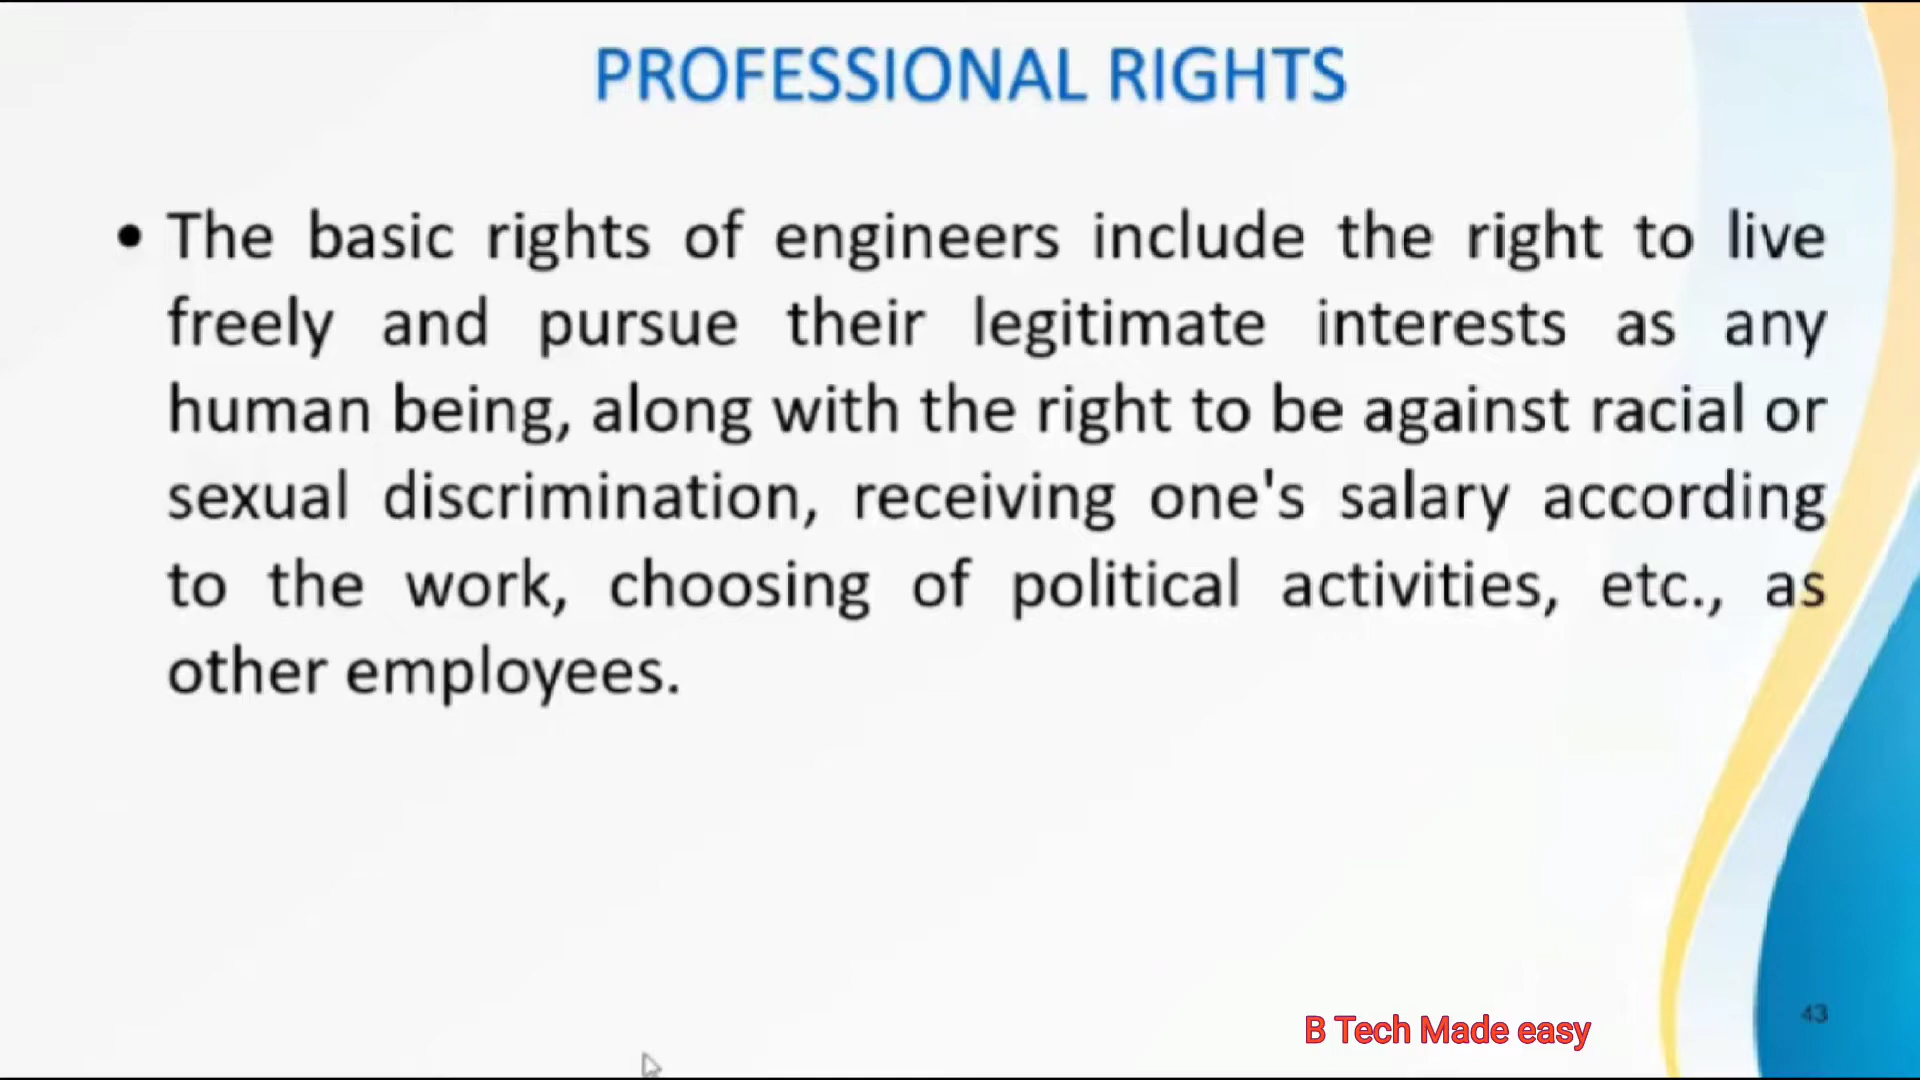 PROFESSIONAL RIGHTS
• The basic rights of engineers include the right to live
freely and pursue their legitimate interests as any
human being, along with the right to be against racial or
sexual discrimination, receiving one's salary according
to the work, choosing of political activities, etc., as
other employees.
43
B Tech Made easy